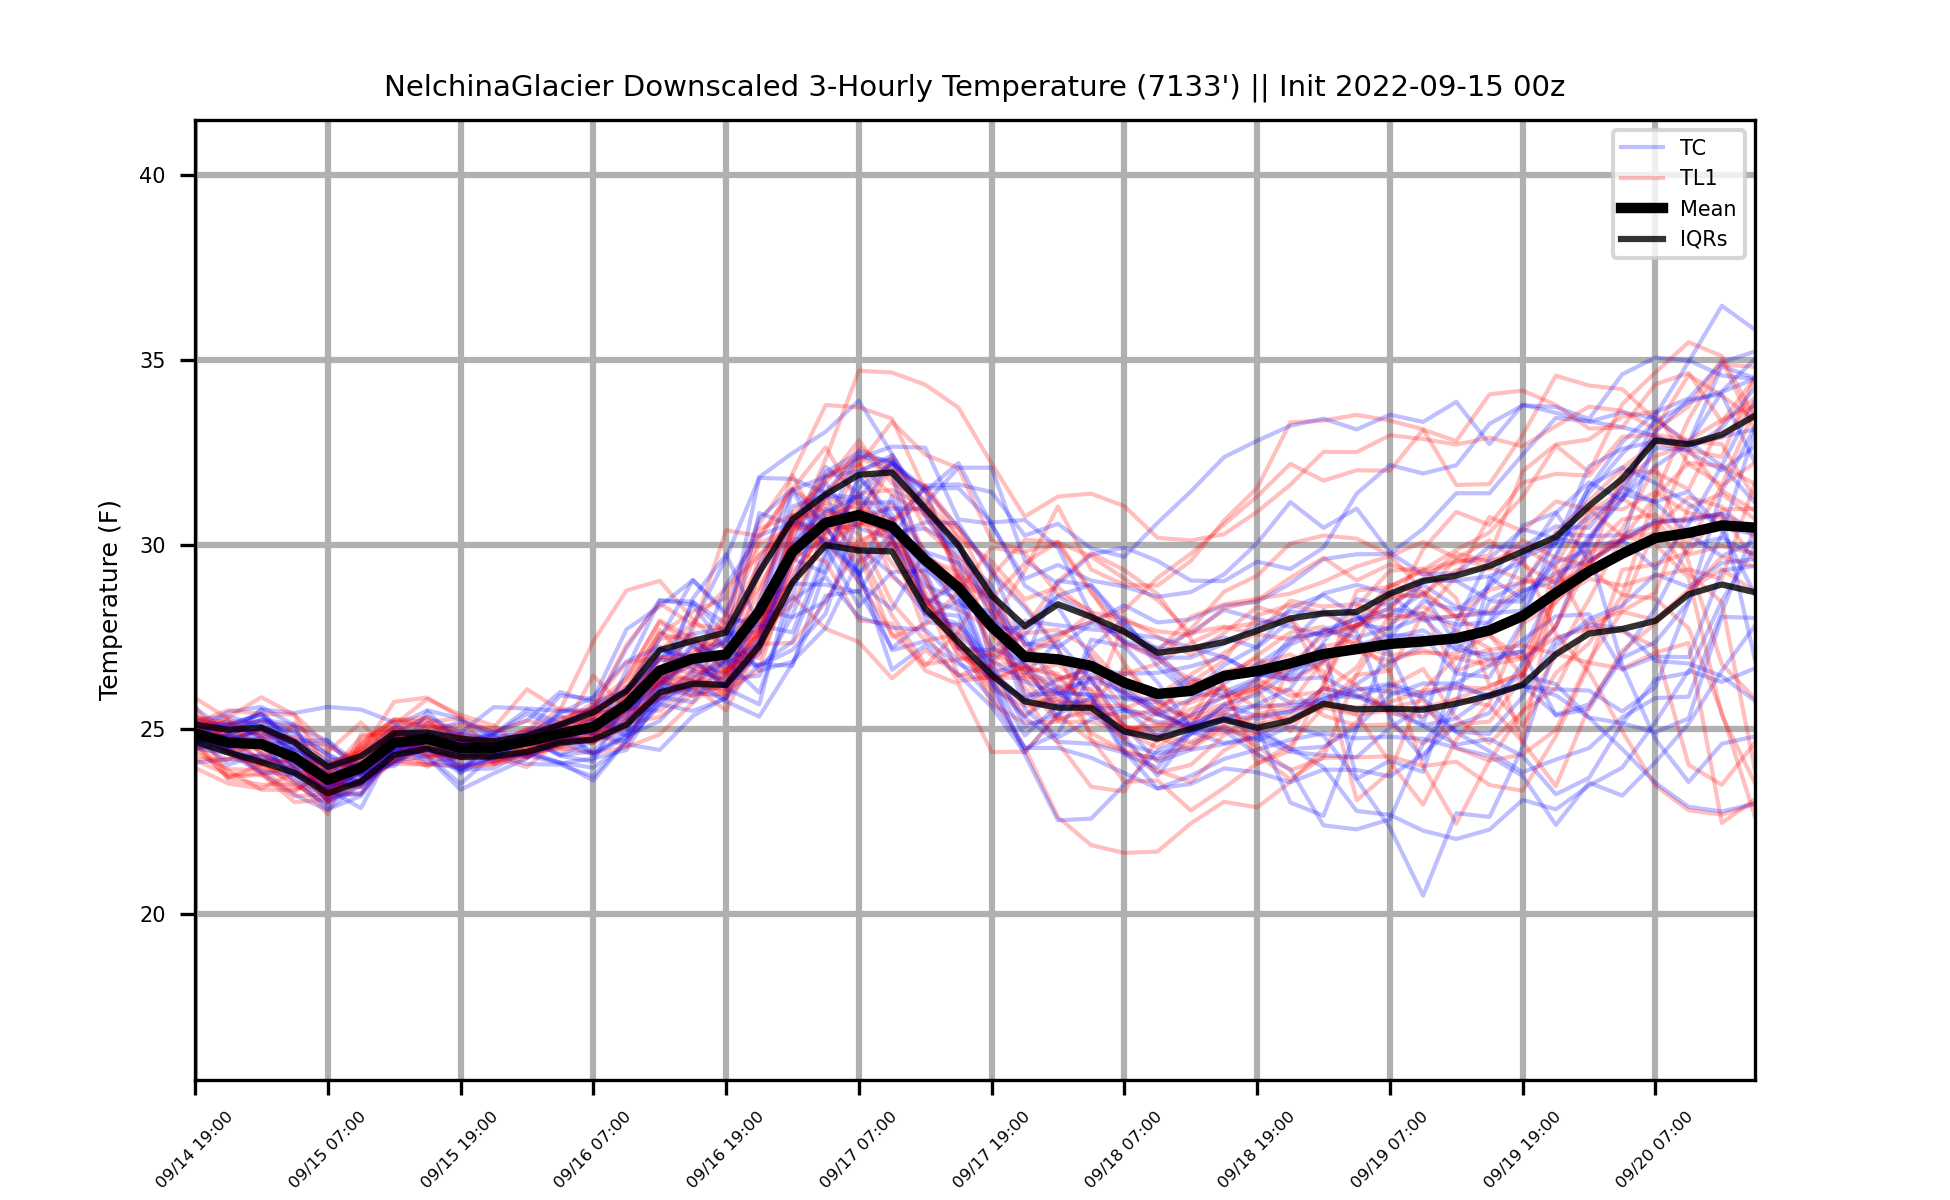 NelchinaGlacier Downscaled 3-Hourly Temperature (7133') || Init 2022-09-15 00z
TC
TL1
Mean
IQRs
Temperature (F)
40
35
30
25
20
09/14 19:00
09/15 07:00
09/15 19:00
09/16 07:00
09/16 19:00
09/17 07:00
09/17 19:00
09/18 07:00
09/18 19:00
09/19 07:00
09/19 19:00
09/20 07:00